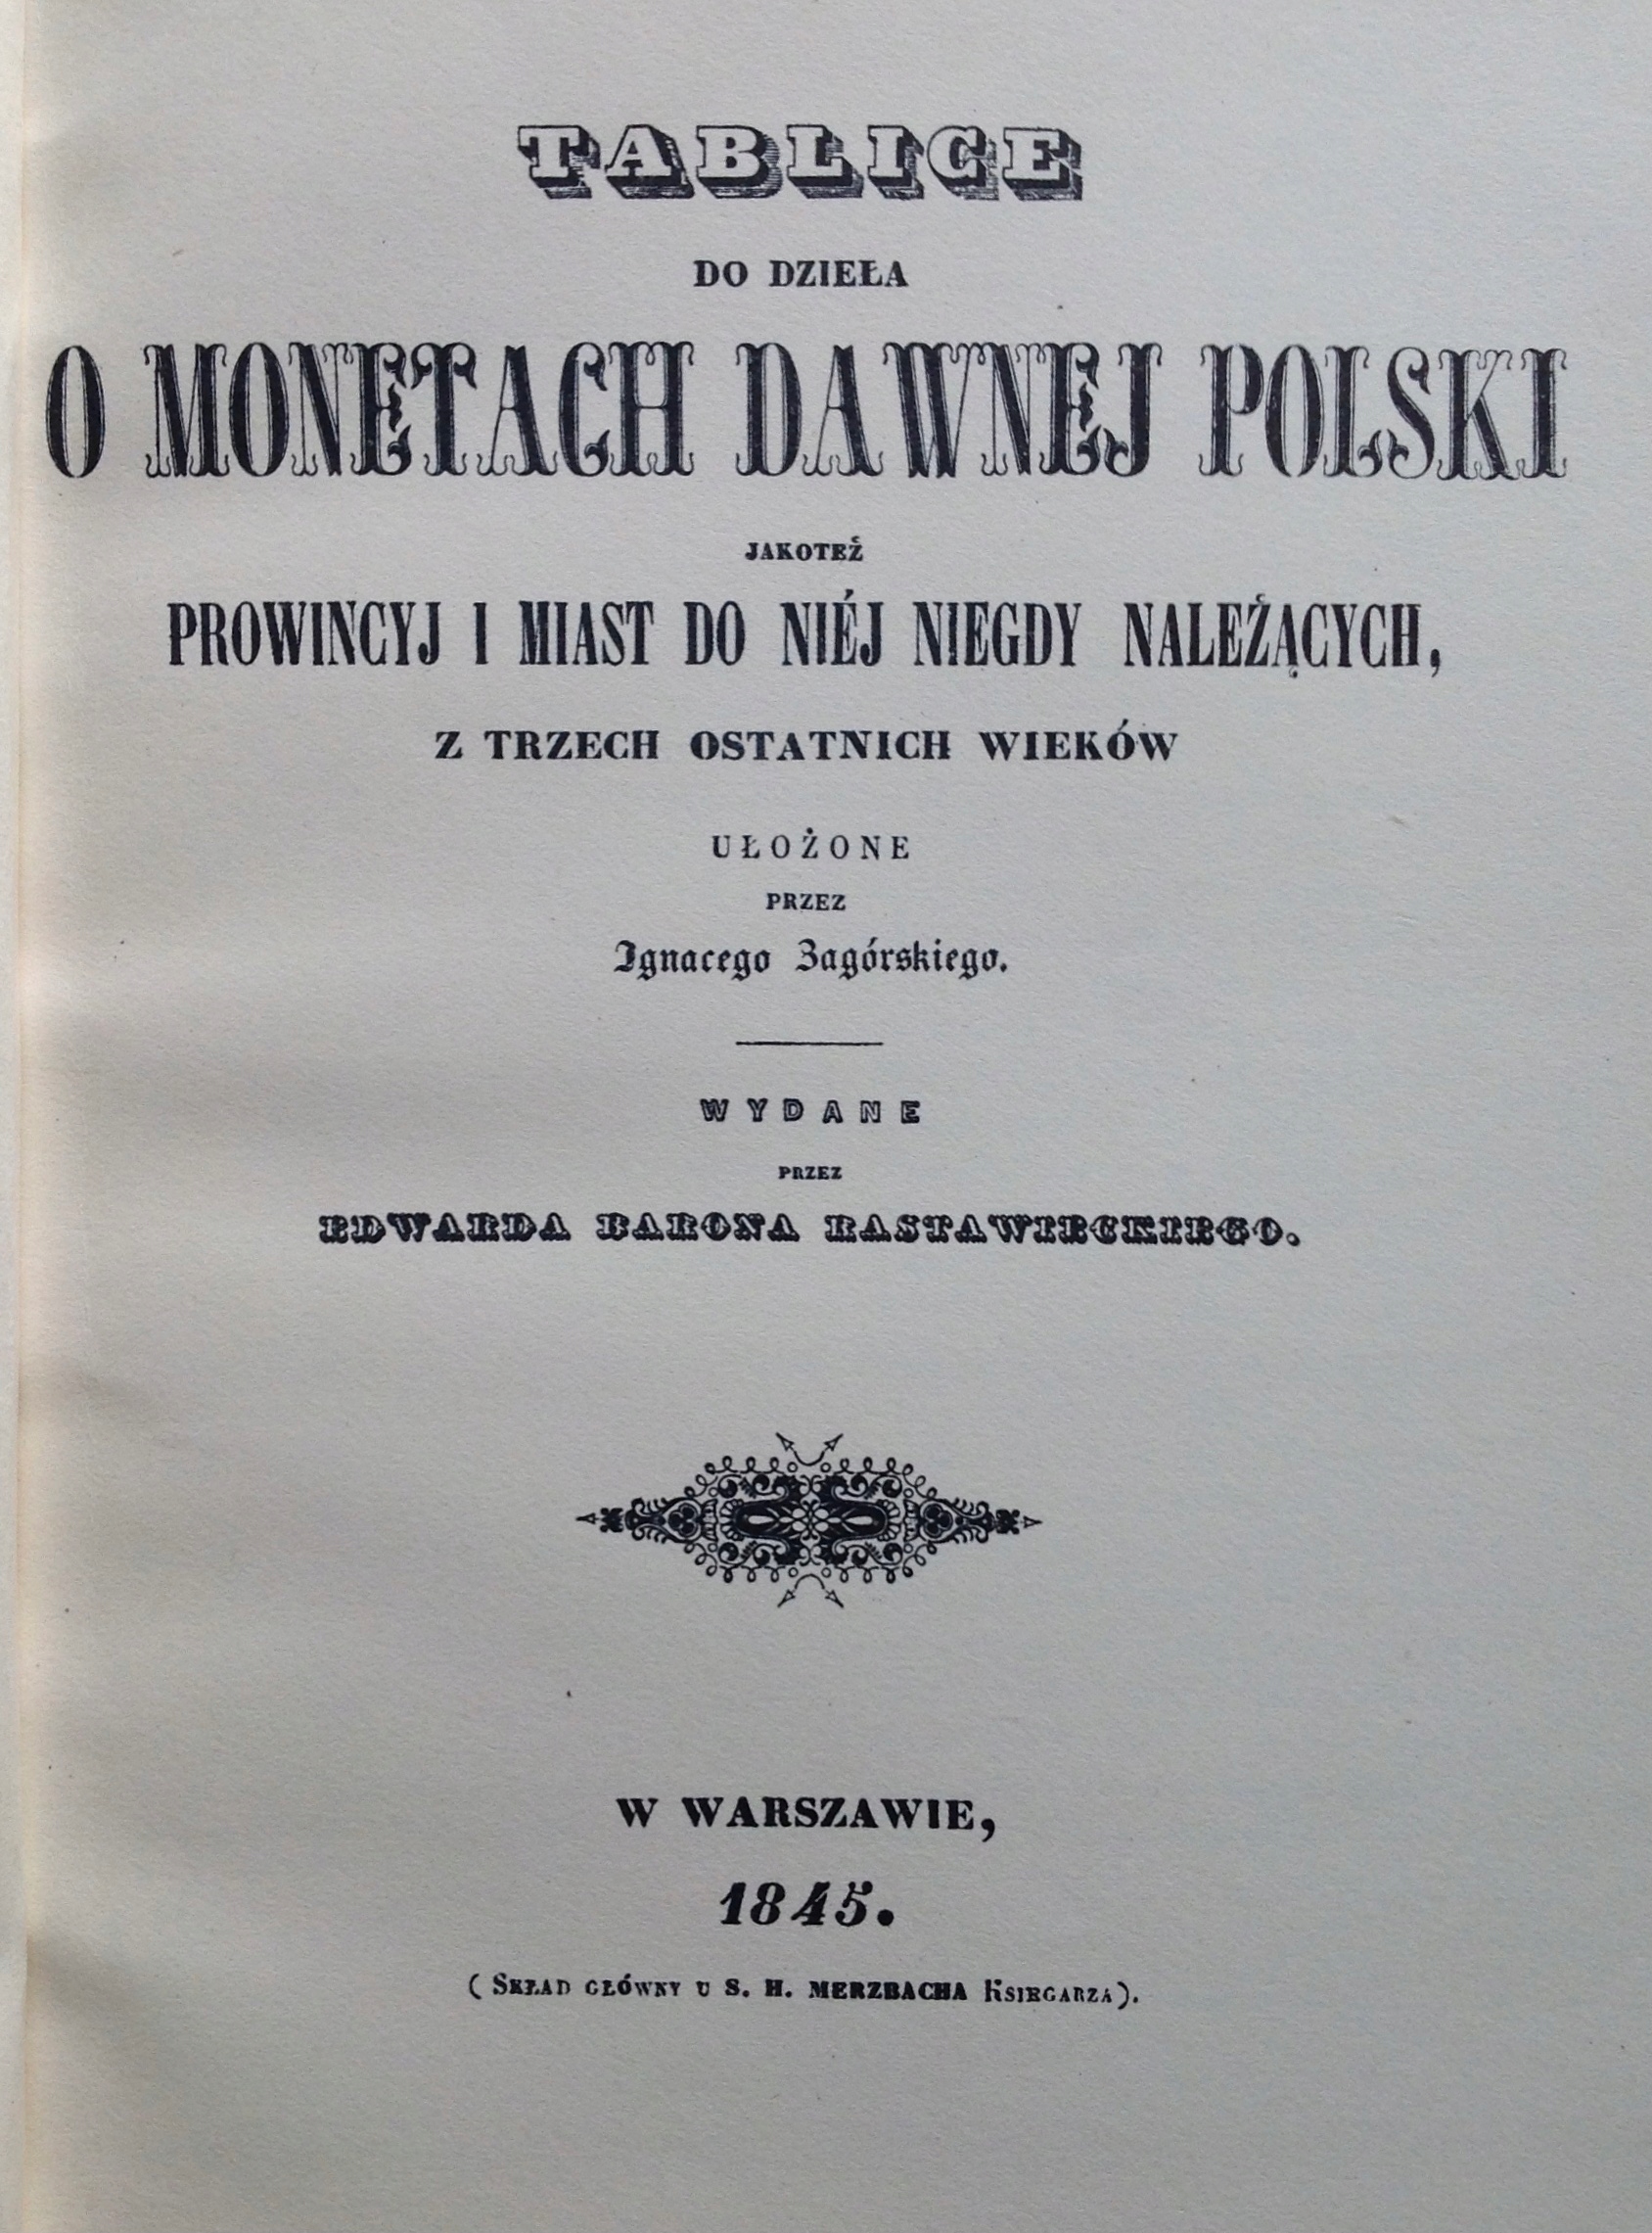 TABLICE
DO DZIEŁA
O MONETACH DAWNEJ POLSKI
JAKOTEŻ
PROWINCYJ I MIAST DO NIÉJ NIEGDY NALEŻĄCYCH,
Z TRZECH OSTATNICH WIEKÓW
UŁOŻONE
PRZEZ
Ignacego Zagórskiego.
WYDANE
PRZEZ
EDWARDA BARONA RASTAWIECKIEGO.
W WARSZAWIE,
1845.
( SKŁAD GŁÓWNY U S. H. MERZBACHA KSIEGARZA).